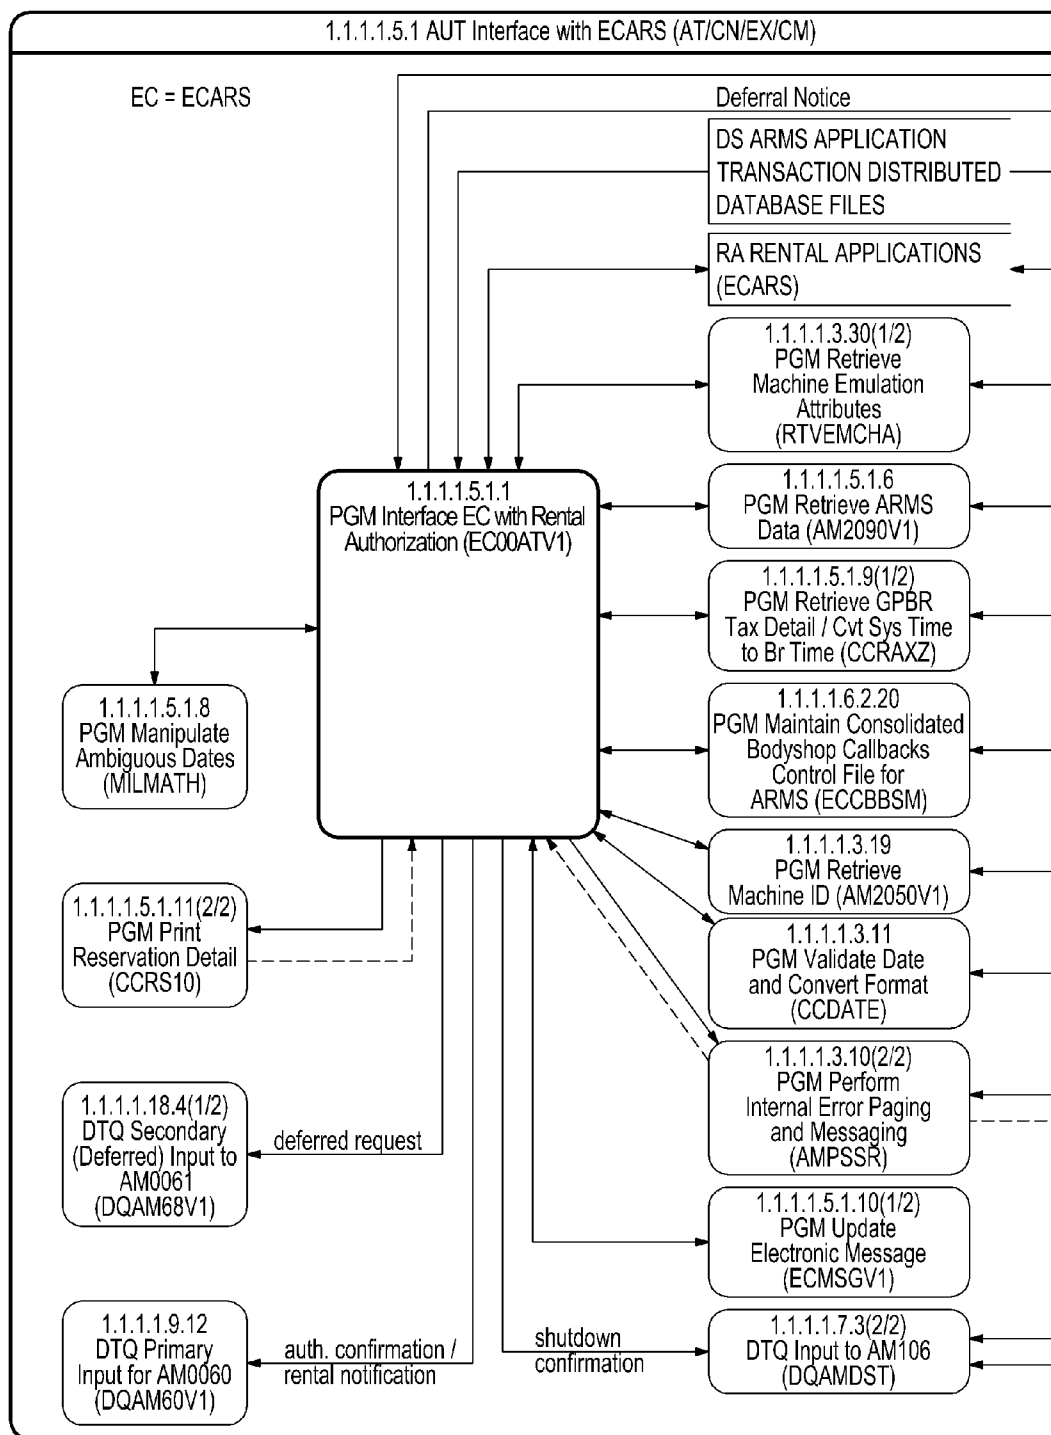 1.1.1.1.5.1 AUT Interface with ECARS (AT/CN/EX/CM)
EC = ECARS
Deferral Notice
DS ARMS APPLICATION
TRANSACTION DISTRIBUTED
DATABASE FILES
RA RENTAL APPLICATIONS
(ECARS)
1.1.1.1.3.30(1/2)
PGM Retrieve
Machine Emulation
Attributes
(RTVEMCHA)
1.1.1.1.5.1.1
PGM Interface EC with Rental
Authorization (EC00ATV1)
1.1.1.1.5.1.6
PGM Retrieve ARMS
Data (AM2090V1)
1.1.1.1.5.1.9(1/2)
PGM Retrieve GPBR
Tax Detail / Cvt Sys Time
to Br Time (CCRAXZ)
1.1.1.1.5.1.8
PGM Manipulate
Ambiguous Dates
(MILMATH)
1.1.1.1.6.2.20
PGM Maintain Consolidated
Bodyshop Callbacks
Control File for
ARMS (ECCBBSM)
1.1.1.1.3.19
PGM Retrieve
Machine ID (AM2050V1)
1.1.1.1.5.1.11(2/2)
PGM Print
Reservation Detail
(CCRS10)
1.1.1.1.3.11
PGM Validate Date
and Convert Format
(CCDATE)
1.1.1.1.3.10(2/2)
PGM Perform
Internal Error Paging
and Messaging
(AMPSSR)
1.1.1.1.18.4(1/2)
DTQ Secondary
(Deferred) Input to
AM0061
(DQAM68V1)
deferred request
1.1.1.1.5.1.10(1/2)
PGM Update
Electronic Message
(ECMSGV1)
1.1.1.1.9.12
DTQ Primary
Input for AM0060
(DQAM60V1)
auth. confirmation /
rental notification
shutdown
confirmation
1.1.1.1.7.3(2/2)
DTQ Input to AM106
(DQAMDST)